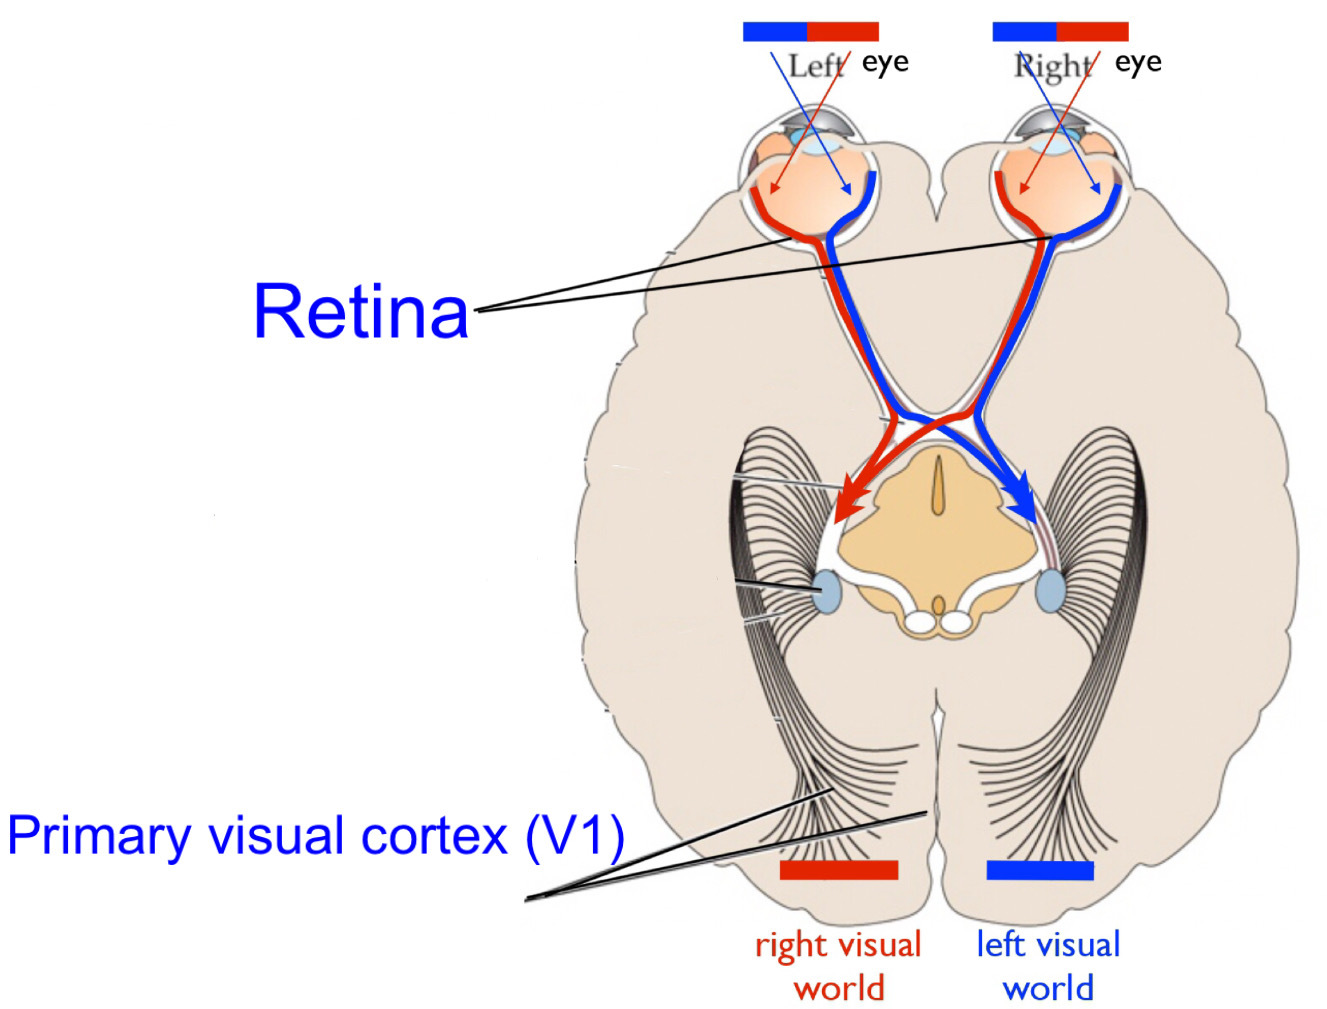 Left eye
Right eye
Retina
Primary visual cortex (V1)
right visual
world
left visual
world